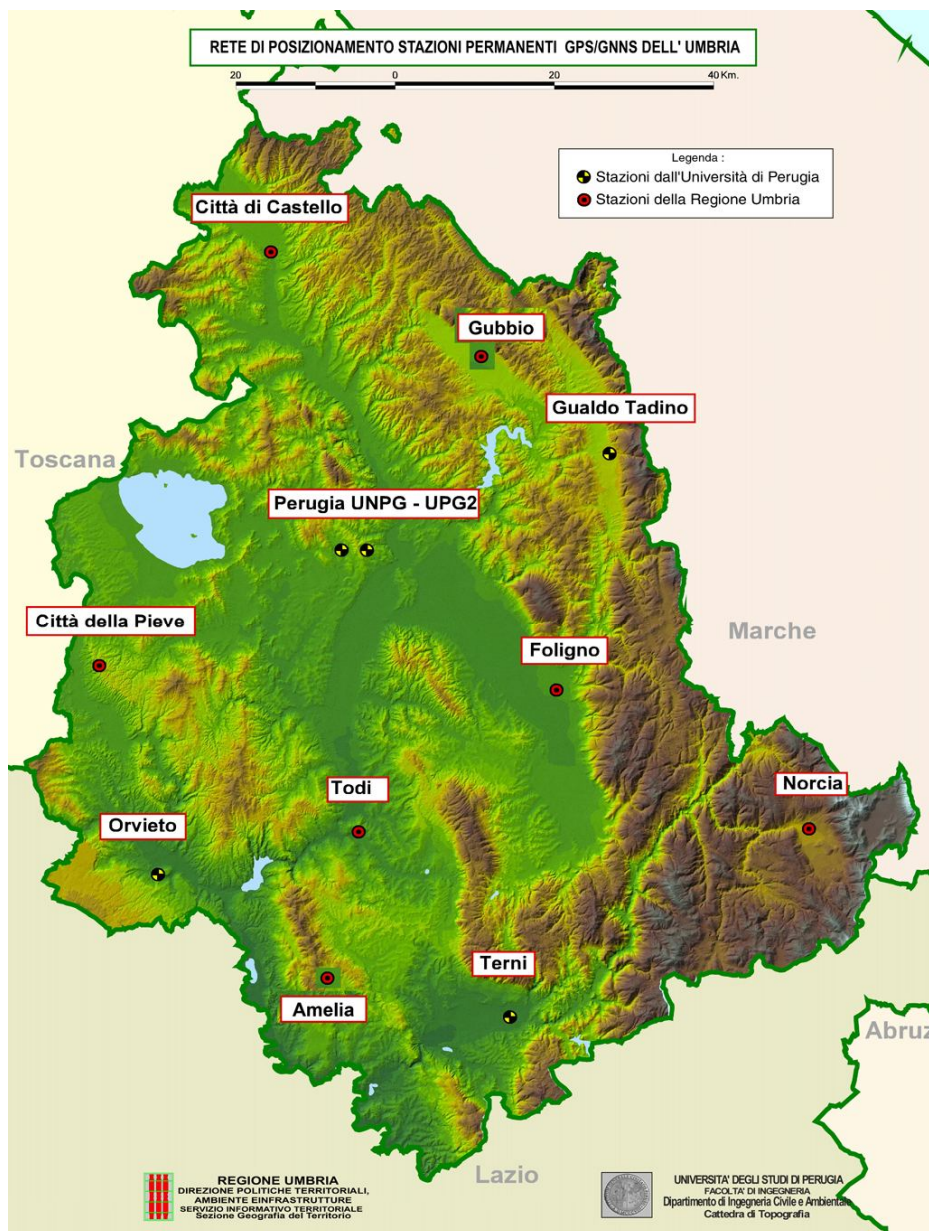 RETE DI POSIZIONAMENTO STAZIONI PERMANENTI GPS/GNNS DELL' UMBRIA
20 0 20 40 Km.
Legenda :
Stazioni dall'Università di Perugia
Stazioni della Regione Umbria
Città di Castello
Gubbio
Gualdo Tadino
Toscana
Perugia UNPG - UPG2
Città della Pieve
Marche
Foligno
Todi
Norcia
Orvieto
Terni
Amelia
Abruz
Lazio
REGIONE UMBRIA
DIREZIONE POLITICHE TERRITORIALI,
AMBIENTE EINFRASTRUTTURE
SERVIZIO INFORMATIVO TERRITORIALE
Sezione Geografia del Territorio
UNIVERSITA' DEGLI STUDI DI PERUGIA
FACOLTA' DI INGEGNERIA
Dipartimento di Ingegneria Civile e Ambientale
Cattedra di Topografia